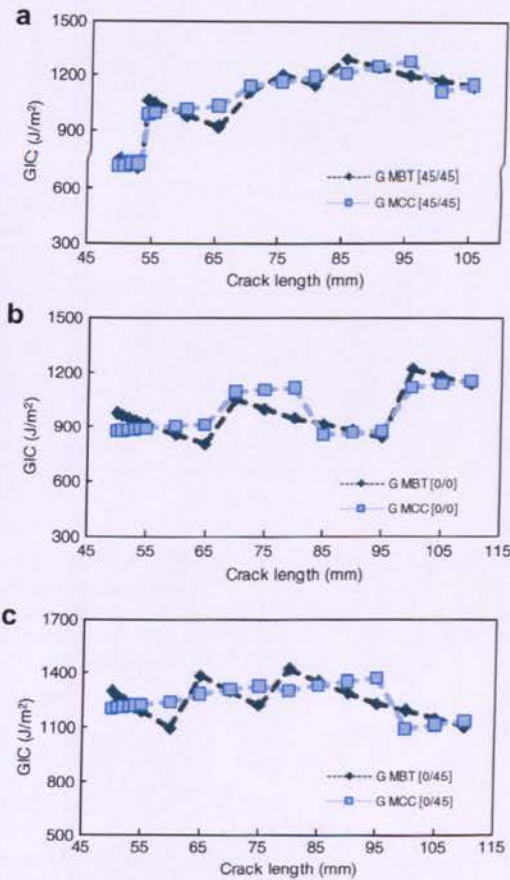 a
1500
1200
900
600
300
GIC (J/m²)
G MBT [45/45]
G MCC [45/45]
45 55 65 75 85 95 105
Crack length (mm)
b
1500
1200
900
600
300
GIC (J/m²)
G MBT [0/0]
G MCC [0/0]
45 55 65 75 85 95 105 115
Crack length (mm)
c
1700
1400
1100
800
500
GIC (J/m²)
G MBT [0/45]
G MCC [0/45]
45 55 65 75 85 95 105 115
Crack length (mm)